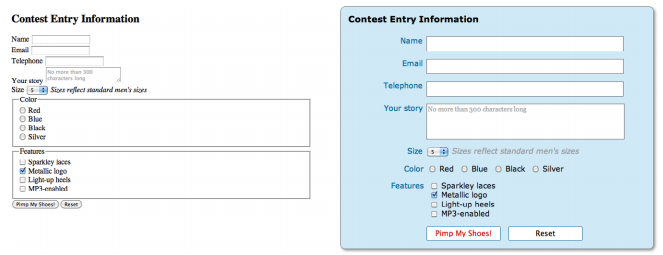 Contest Entry Information
Name
Email
Telephone
Your story No more than 300 characters long
Size 5 Sizes reflect standard men's sizes
Color
Red
Blue
Black
Silver
Features
Sparkley laces
Metallic logo
Light-up heels
MP3-enabled
Pimp My Shoes! Reset
Contest Entry Information
Name
Email
Telephone
Your story No more than 300 characters long
Size 5 Sizes reflect standard men's sizes
Color Red Blue Black Silver
Features Sparkley laces
Metallic logo
Light-up heels
MP3-enabled
Pimp My Shoes! Reset